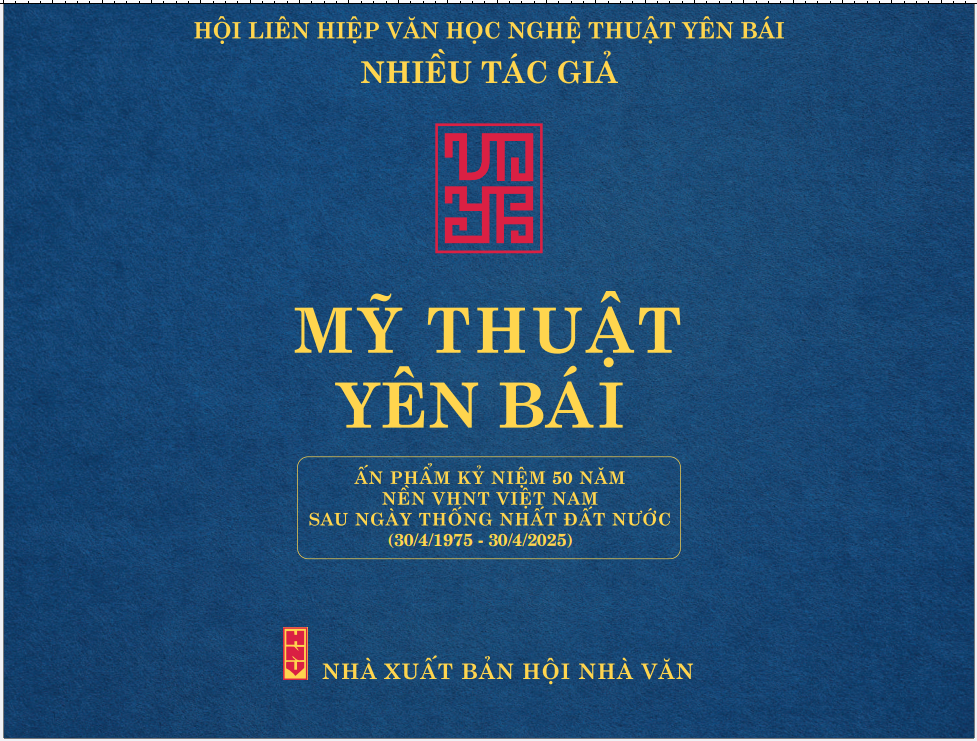 HỘI LIÊN HIỆP VĂN HỌC NGHỆ THUẬT YÊN BÁI
NHIỀU TÁC GIẢ
MỸ THUẬT
YÊN BÁI
ẤN PHẨM KỶ NIỆM 50 NĂM
NỀN VHNT VIỆT NAM
SAU NGÀY THỐNG NHẤT ĐẤT NƯỚC
(30/4/1975 - 30/4/2025)
NHÀ XUẤT BẢN HỘI NHÀ VĂN